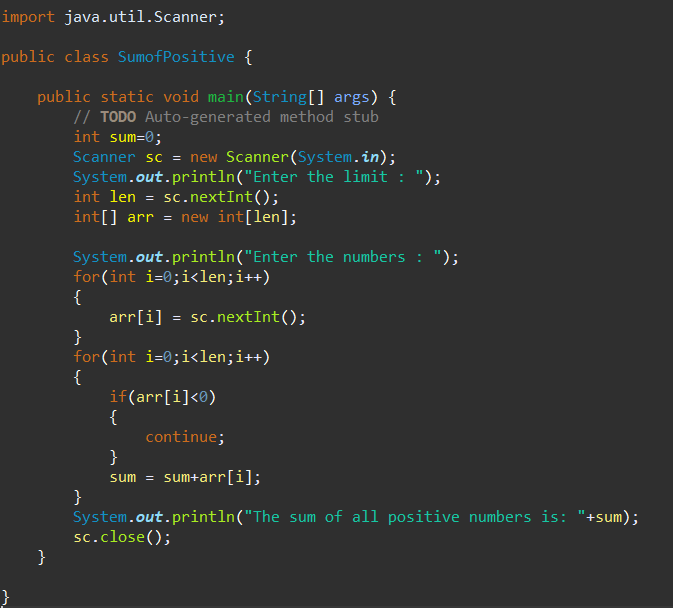 import java.util.Scanner;
public class SumofPositive {
public static void main(String[] args) {
// TODO Auto-generated method stub
int sum=0;
Scanner sc = new Scanner(System.in);
System.out.println("Enter the limit : ");
int len = sc.nextInt();
int[] arr = new int[len];
System.out.println("Enter the numbers : ");
for(int i=0;i<len;i++)
{
arr[i] = sc.nextInt();
}
for(int i=0;i<len;i++)
{
if(arr[i]<0)
{
continue;
}
sum = sum+arr[i];
}
System.out.println("The sum of all positive numbers is: "+sum);
sc.close();
}
}